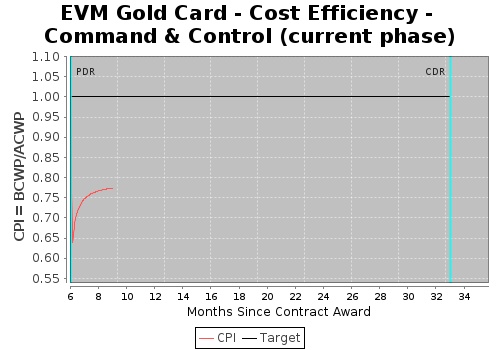 EVM Gold Card - Cost Efficiency -
Command & Control (current phase)
1.10
1.05
1.00
0.95
0.90
0.85
0.80
0.75
0.70
0.65
0.60
0.55
CPI = BCWP/ACWP
PDR
CDR
6 8 10 12 14 16 18 20 22 24 26 28 30 32 34
Months Since Contract Award
CPI Target